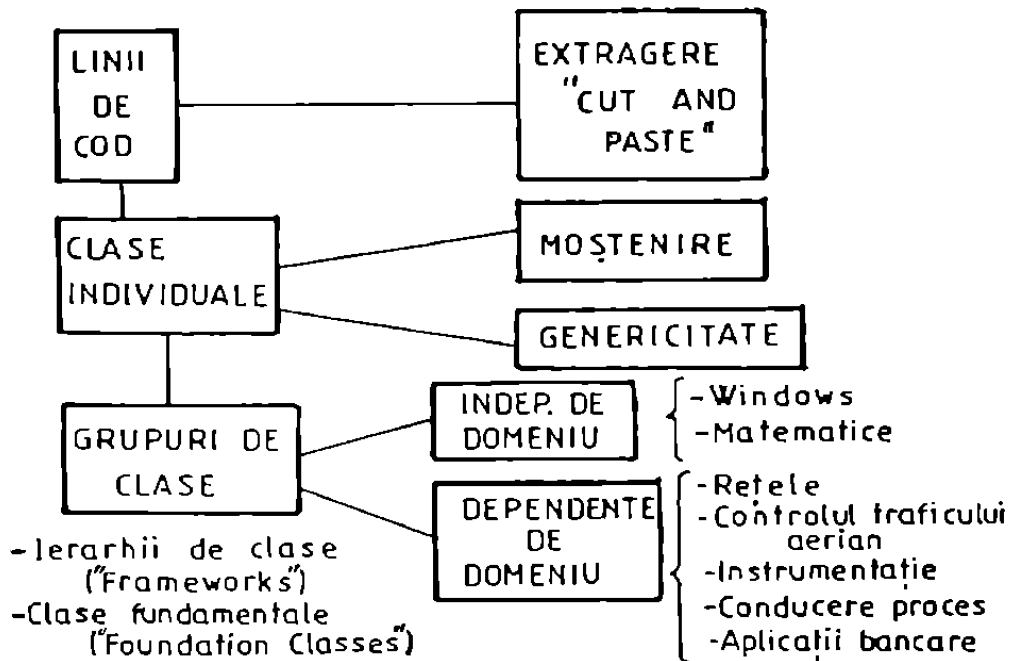 LINII
DE
COD
EXTRAGERE
"CUT AND
PASTE"
CLASE
INDIVIDUALE
MOȘTENIRE
GENERICITATE
GRUPURI DE
CLASE
INDEP. DE
DOMENIU
-Windows
-Matematice
DEPENDENTE
DE
DOMENIU
-Rețele
-Controlul traficului
aerian
-Instrumentație
-Conducere proces
-Aplicații bancare
-Ierarhii de clase
("Frameworks")
-Clase fundamentale
("Foundation Classes")